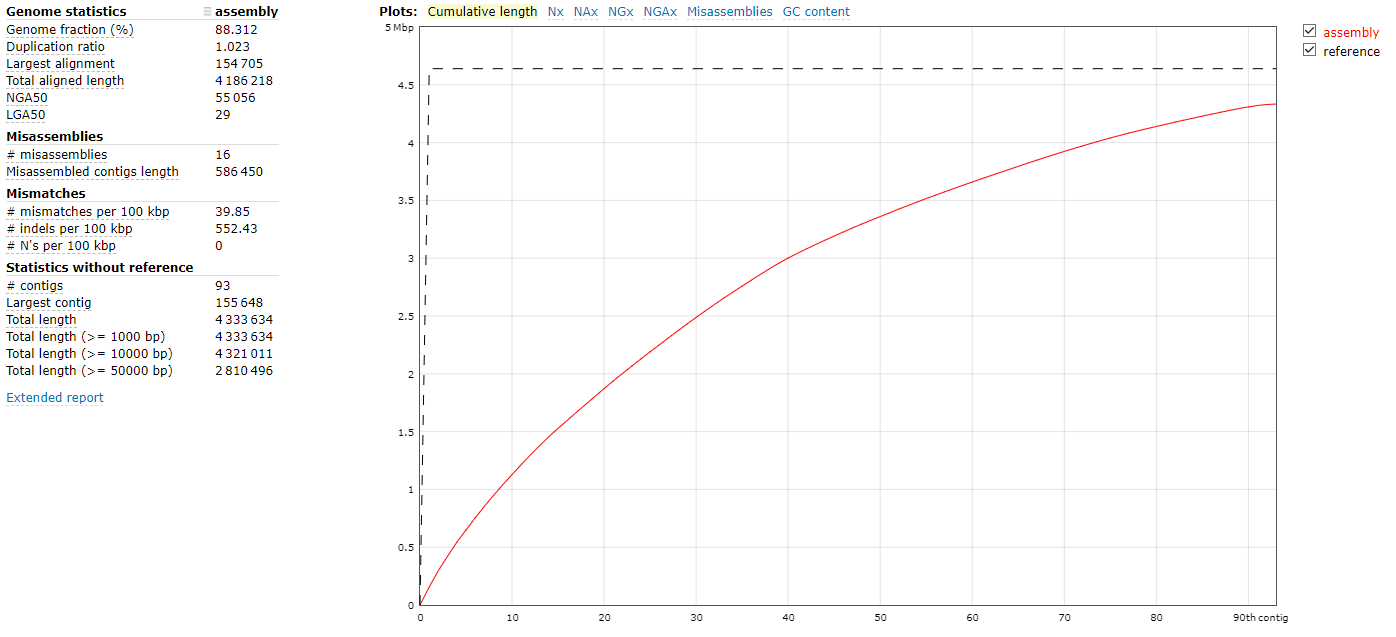 Genome statistics assembly
Genome fraction (%) 88.312
Duplication ratio 1.023
Largest alignment 154 705
Total aligned length 4 186 218
NGA50 55 056
LGA50 29
Misassemblies
# misassemblies 16
Misassembled contigs length 586 450
Mismatches
# mismatches per 100 kbp 39.85
# indels per 100 kbp 552.43
# N's per 100 kbp 0
Statistics without reference
# contigs 93
Largest contig 155 648
Total length 4 333 634
Total length (>= 1000 bp) 4 333 634
Total length (>= 10000 bp) 4 321 011
Total length (>= 50000 bp) 2 810 496
Extended report
Plots: Cumulative length Nx NAx NGx NGAx Misassemblies GC content
5 Mbp
4.5
4
3.5
3
2.5
2
1.5
1
0.5
0
0 10 20 30 40 50 60 70 80 90th contig
assembly
reference